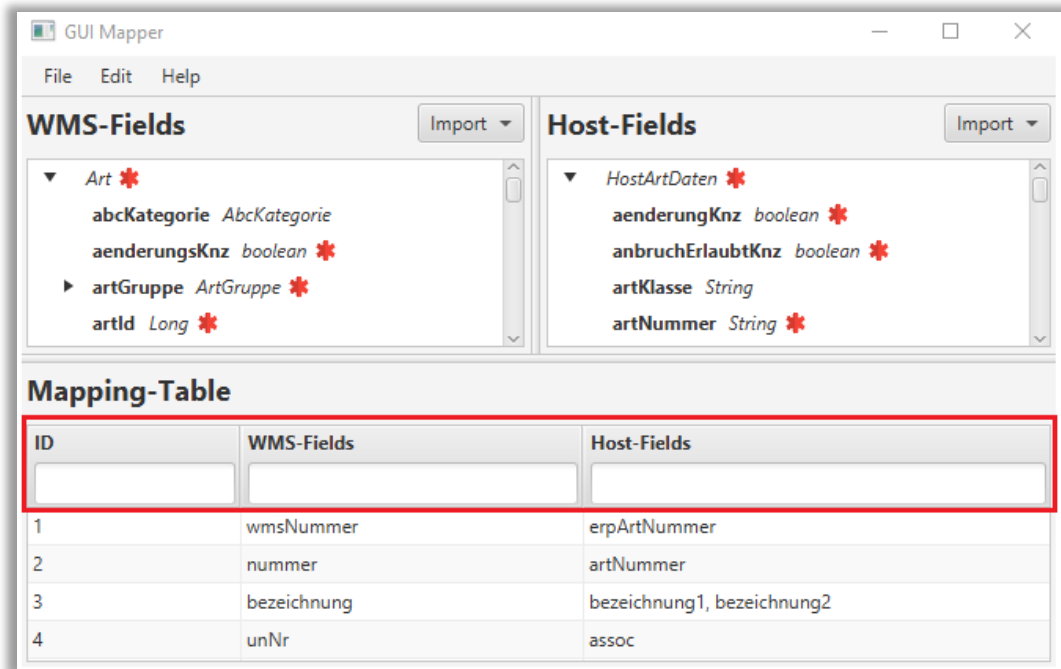 GUI Mapper
File Edit Help
WMS-Fields
Import
Art
abcKategorie AbcKategorie
aenderungsKnz boolean
artGruppe ArtGruppe
artId Long
Host-Fields
Import
HostArtDaten
aenderungKnz boolean
anbruchErlaubtKnz boolean
artKlasse String
artNummer String
Mapping-Table
ID WMS-Fields Host-Fields
1 wmsNummer erpArtNummer
2 nummer artNummer
3 bezeichnung bezeichnung1, bezeichnung2
4 unNr assoc